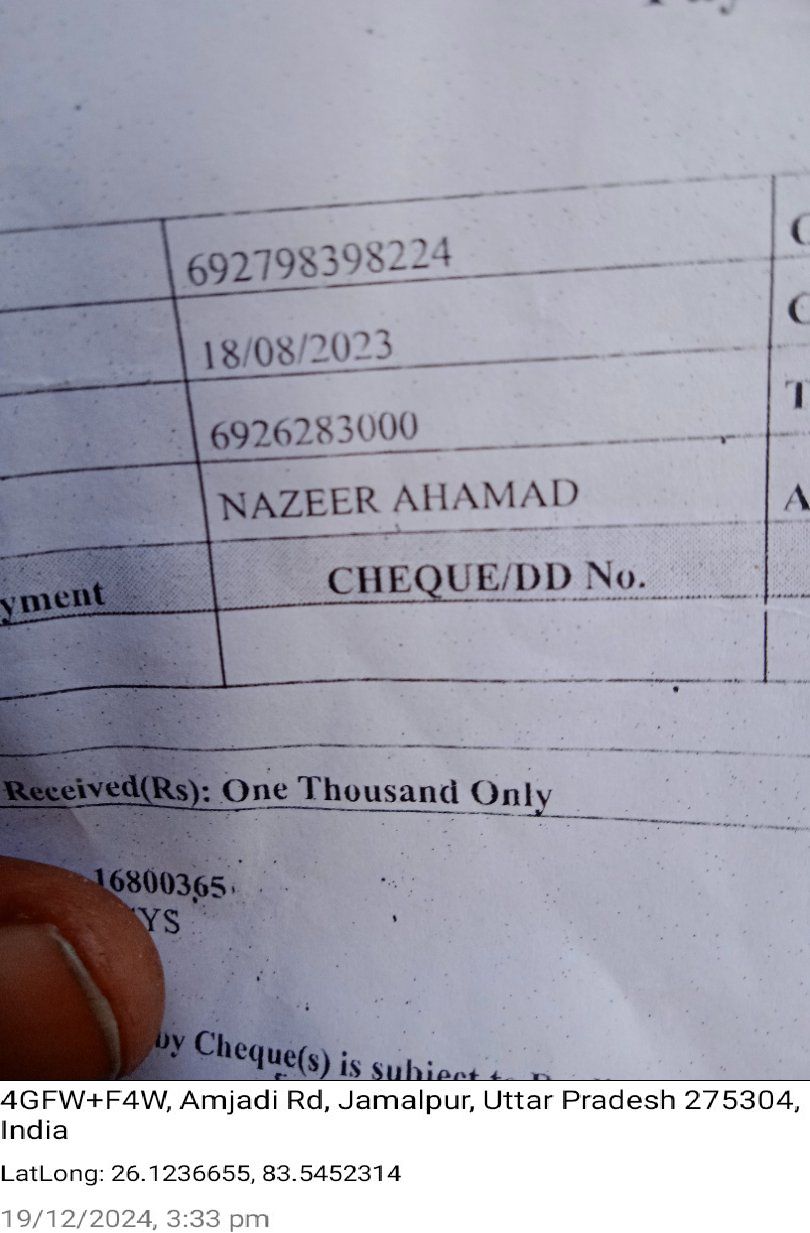 692798398224
18/08/2023
6926283000
NAZEER AHAMAD
yment CHEQUE/DD No.
Received(Rs): One Thousand Only
16800365
YS
by Cheque(s) is subject
4GFW+F4W, Amjadi Rd, Jamalpur, Uttar Pradesh 275304,
India
LatLong: 26.1236655, 83.5452314
19/12/2024, 3:33 pm